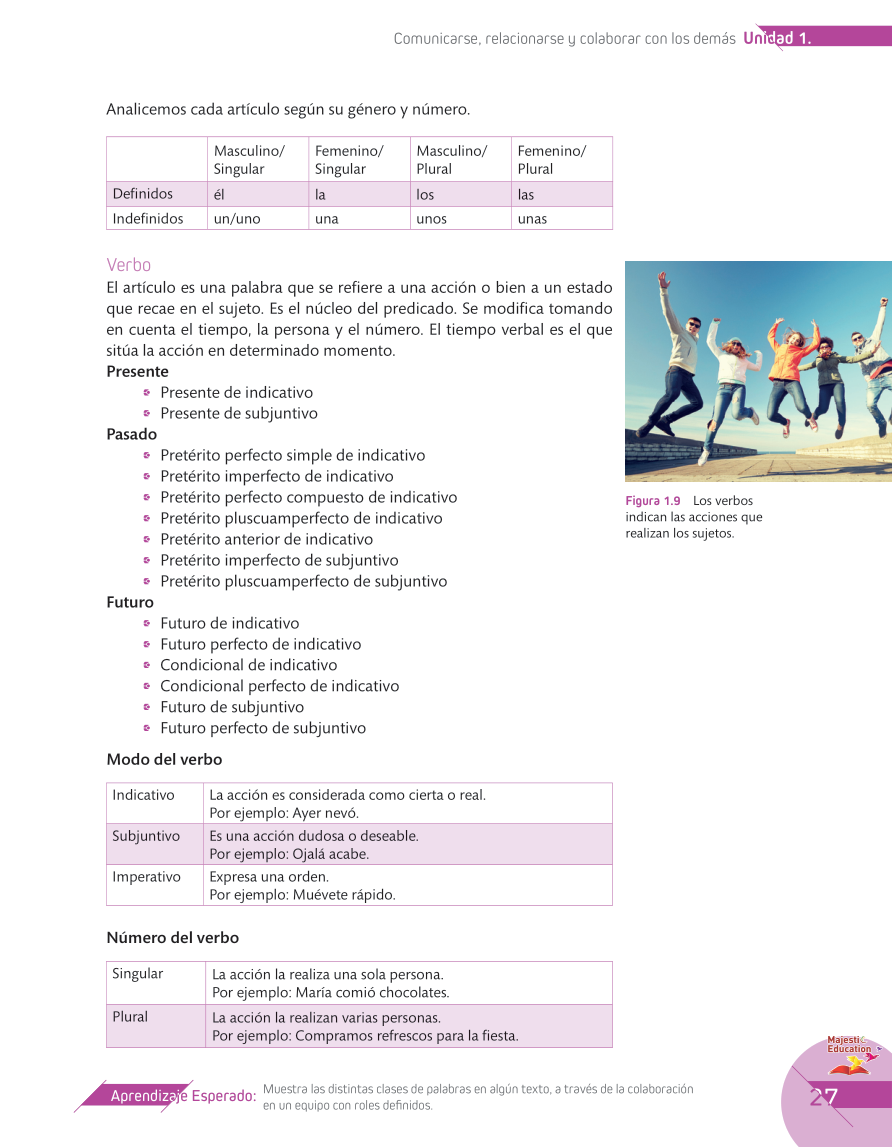 Comunicarse, relacionarse y colaborar con los demás Unidad 1.
Analicemos cada artículo según su género y número.
Masculino/ Singular Femenino/ Singular Masculino/ Plural Femenino/ Plural
Definidos él la los las
Indefinidos un/uno una unos unas
Verbo
El artículo es una palabra que se refiere a una acción o bien a un estado
que recae en el sujeto. Es el núcleo del predicado. Se modifica tomando
en cuenta el tiempo, la persona y el número. El tiempo verbal es el que
sitúa la acción en determinado momento.
Presente
Presente de indicativo
Presente de subjuntivo
Pasado
Pretérito perfecto simple de indicativo
Pretérito imperfecto de indicativo
Pretérito perfecto compuesto de indicativo
Pretérito pluscuamperfecto de indicativo
Pretérito anterior de indicativo
Pretérito imperfecto de subjuntivo
Pretérito pluscuamperfecto de subjuntivo
Futuro
Futuro de indicativo
Futuro perfecto de indicativo
Condicional de indicativo
Condicional perfecto de indicativo
Futuro de subjuntivo
Futuro perfecto de subjuntivo
Figura 1.9 Los verbos
indican las acciones que
realizan los sujetos.
Modo del verbo
Indicativo La acción es considerada como cierta o real.
Por ejemplo: Ayer nevó.
Subjuntivo Es una acción dudosa o deseable.
Por ejemplo: Ojalá acabe.
Imperativo Expresa una orden.
Por ejemplo: Muévete rápido.
Número del verbo
Singular La acción la realiza una sola persona.
Por ejemplo: María comió chocolates.
Plural La acción la realizan varias personas.
Por ejemplo: Compramos refrescos para la fiesta.
Majestic
Education
Aprendizaje Esperado: Muestra las distintas clases de palabras en algún texto, a través de la colaboración
en un equipo con roles definidos.
27